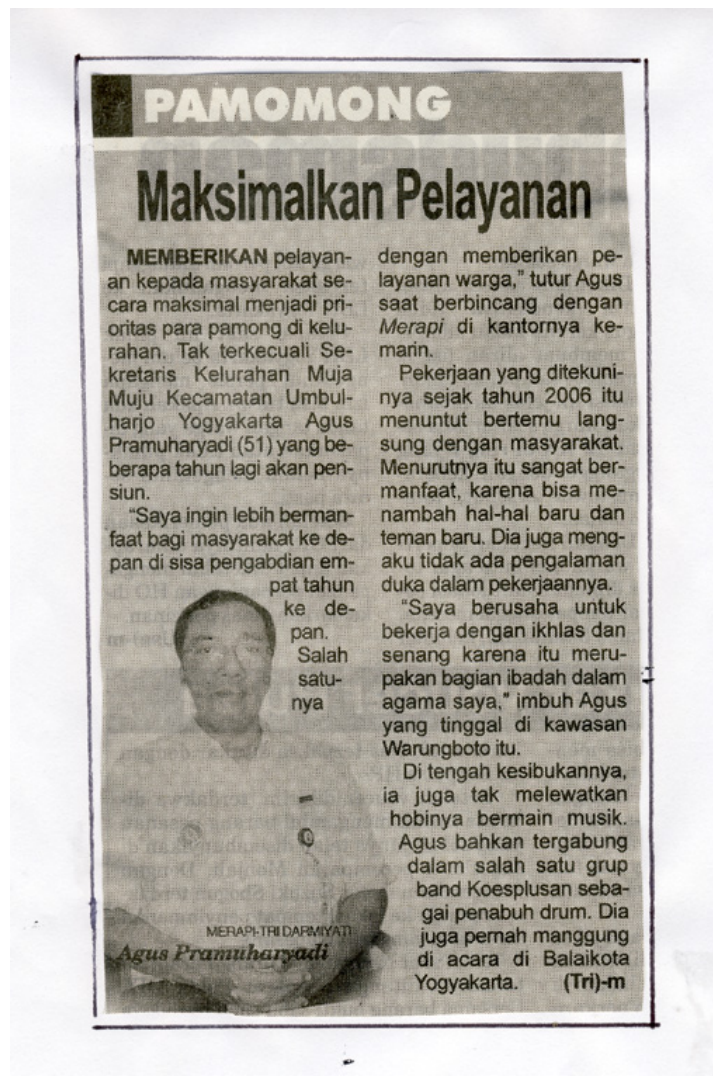 PAMOMONG
Maksimalkan Pelayanan
MEMBERIKAN pelayan-
an kepada masyarakat se-
cara maksimal menjadi pri-
oritas para pamong di kelu-
rahan. Tak terkecuali Se-
kretaris Kelurahan Muja
Muju Kecamatan Umbul-
harjo Yogyakarta Agus
Pramuharyadi (51) yang be-
berapa tahun lagi akan pen-
siun.
"Saya ingin lebih berman-
faat bagi masyarakat ke de-
pan di sisa pengabdian em-
pat tahun
ke de-
pan.
Salah
satu-
nya
MERAPI-TRI DARMIYATI
Agus Pramuharyadi
dengan memberikan pe-
layanan warga," tutur Agus
saat berbincang dengan
Merapi di kantornya ke-
marin.
Pekerjaan yang ditekuni-
nya sejak tahun 2006 itu
menuntut bertemu lang-
sung dengan masyarakat.
Menurutnya itu sangat ber-
manfaat, karena bisa me-
nambah hal-hal baru dan
teman baru. Dia juga meng-
aku tidak ada pengalaman
duka dalam pekerjaannya.
"Saya berusaha untuk
bekerja dengan ikhlas dan
senang karena itu meru-
pakan bagian ibadah dalam
agama saya," imbuh Agus
yang tinggal di kawasan
Warungboto itu.
Di tengah kesibukannya,
ia juga tak melewatkan
hobinya bermain musik.
Agus bahkan tergabung
dalam salah satu grup
band Koesplusan seba-
gai penabuh drum. Dia
juga pernah manggung
di acara di Balaikota
Yogyakarta. (Tri)-m